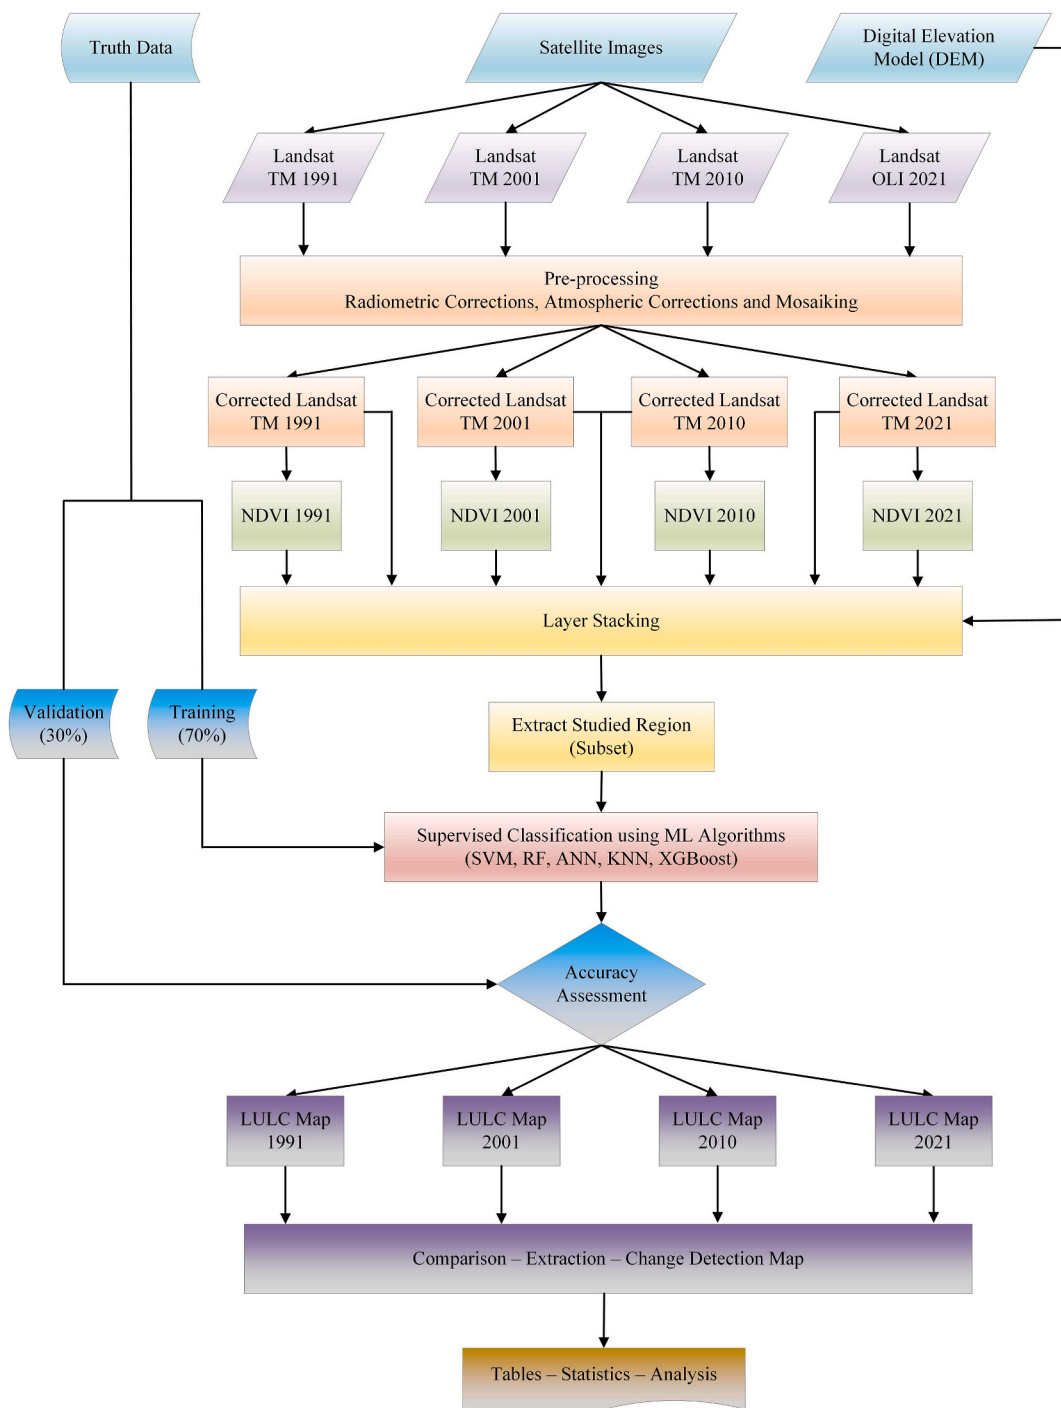 Truth Data
Satellite Images
Digital Elevation
Model (DEM)
Landsat
TM 1991
Landsat
TM 2001
Landsat
TM 2010
Landsat
OLI 2021
Pre-processing
Radiometric Corrections, Atmospheric Corrections and Mosaiking
Corrected Landsat
TM 1991
Corrected Landsat
TM 2001
Corrected Landsat
TM 2010
Corrected Landsat
TM 2021
NDVI 1991
NDVI 2001
NDVI 2010
NDVI 2021
Layer Stacking
Validation
(30%)
Training
(70%)
Extract Studied Region
(Subset)
Supervised Classification using ML Algorithms
(SVM, RF, ANN, KNN, XGBoost)
Accuracy
Assessment
LULC Map
1991
LULC Map
2001
LULC Map
2010
LULC Map
2021
Comparison – Extraction – Change Detection Map
Tables – Statistics – Analysis